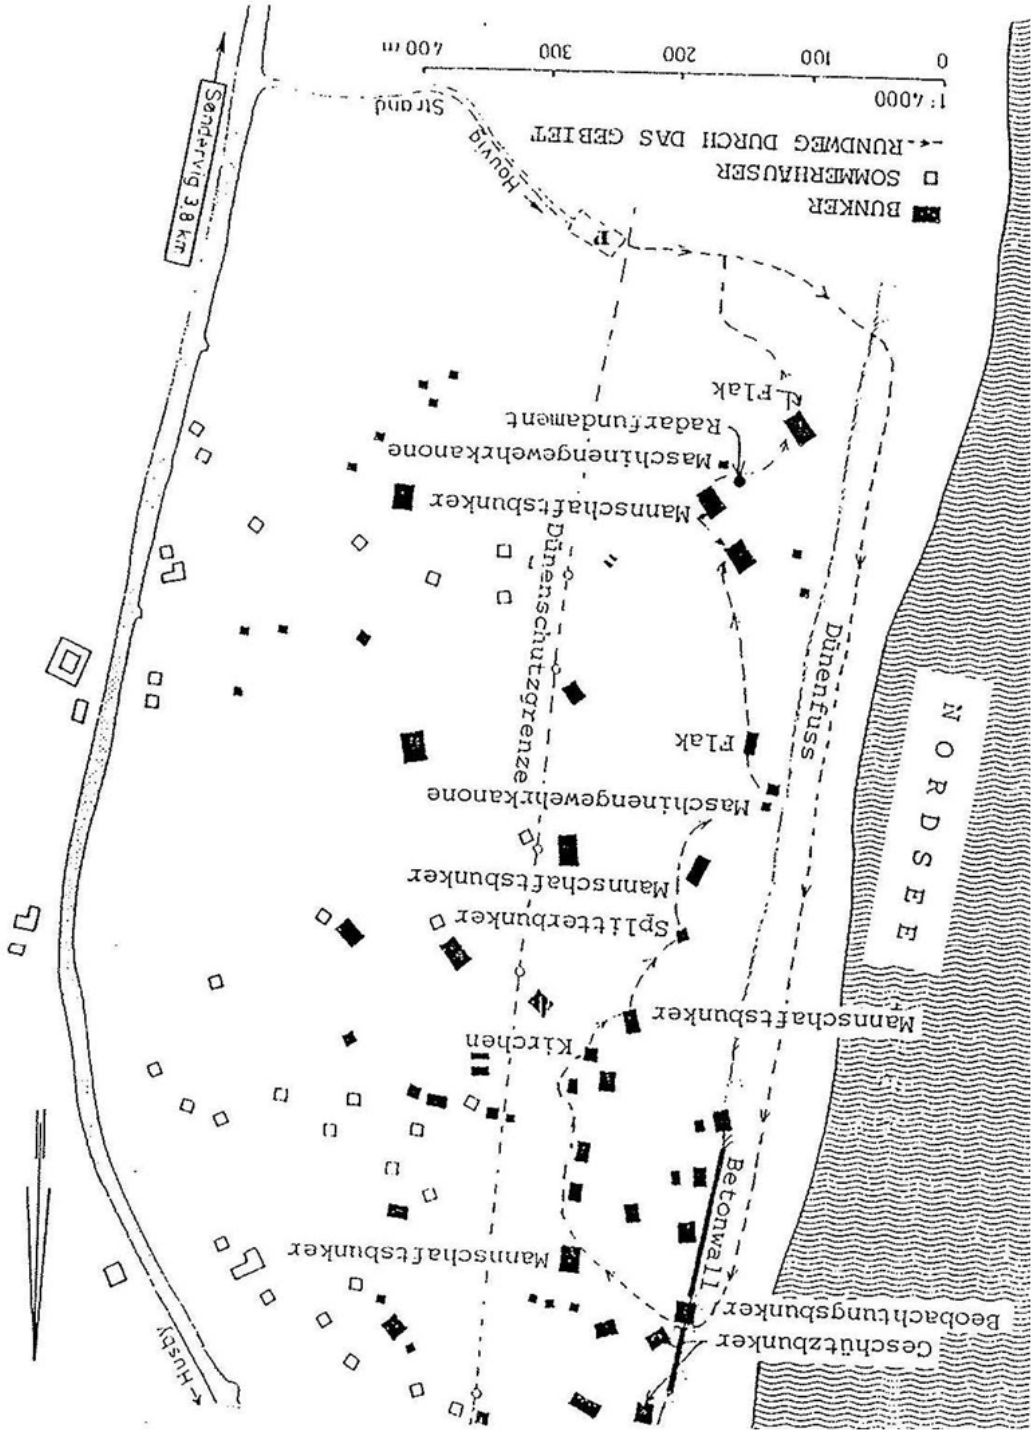 Geschützbunker
Beobachtungsbunker
← Husby
Mannschaftsbunker
Betonwall
Kirchen
Mannschaftsbunker
Splitterbunker
Mannschaftsbunker
NORDSEE
Maschinengewehrkanone
Flak
Dünenfuss
Dünenschutzgrenze
Mannschaftsbunker
Maschinengewehrkanone
Radarfundament
Flak
P
BUNKER
SOMMERHÄUSER
RUNDWEG DURCH DAS GEBIET
1:4000
0 100 200 300 400 m
Houvig
Strand
Søndervig 3,8 km